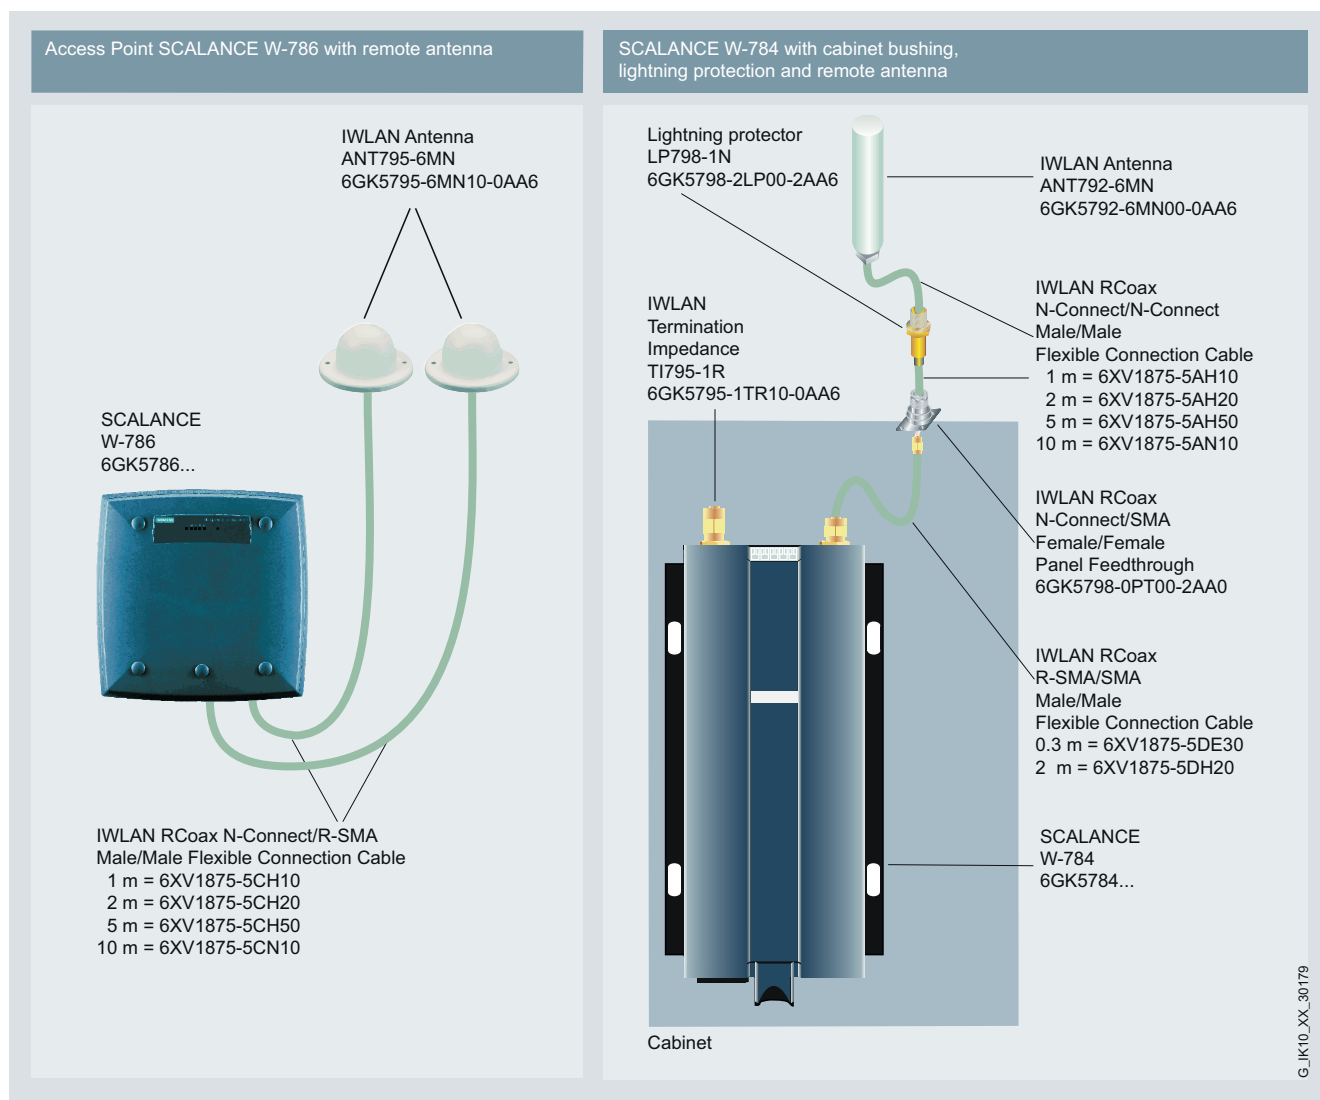 Access Point SCALANCE W-786 with remote antenna
IWLAN Antenna
ANT795-6MN
6GK5795-6MN10-0AA6
SCALANCE
W-786
6GK5786...
IWLAN RCoax N-Connect/R-SMA
Male/Male Flexible Connection Cable
1 m = 6XV1875-5CH10
2 m = 6XV1875-5CH20
5 m = 6XV1875-5CH50
10 m = 6XV1875-5CN10
SCALANCE W-784 with cabinet bushing,
lightning protection and remote antenna
Lightning protector
LP798-1N
6GK5798-2LP00-2AA6
IWLAN Antenna
ANT792-6MN
6GK5792-6MN00-0AA6
IWLAN
Termination
Impedance
TI795-1R
6GK5795-1TR10-0AA6
IWLAN RCoax
N-Connect/N-Connect
Male/Male
Flexible Connection Cable
1 m = 6XV1875-5AH10
2 m = 6XV1875-5AH20
5 m = 6XV1875-5AH50
10 m = 6XV1875-5AN10
IWLAN RCoax
N-Connect/SMA
Female/Female
Panel Feedthrough
6GK5798-0PT00-2AA0
IWLAN RCoax
R-SMA/SMA
Male/Male
Flexible Connection Cable
0.3 m = 6XV1875-5DE30
2 m = 6XV1875-5DH20
SCALANCE
W-784
6GK5784...
Cabinet
G_IK10_XX_30179